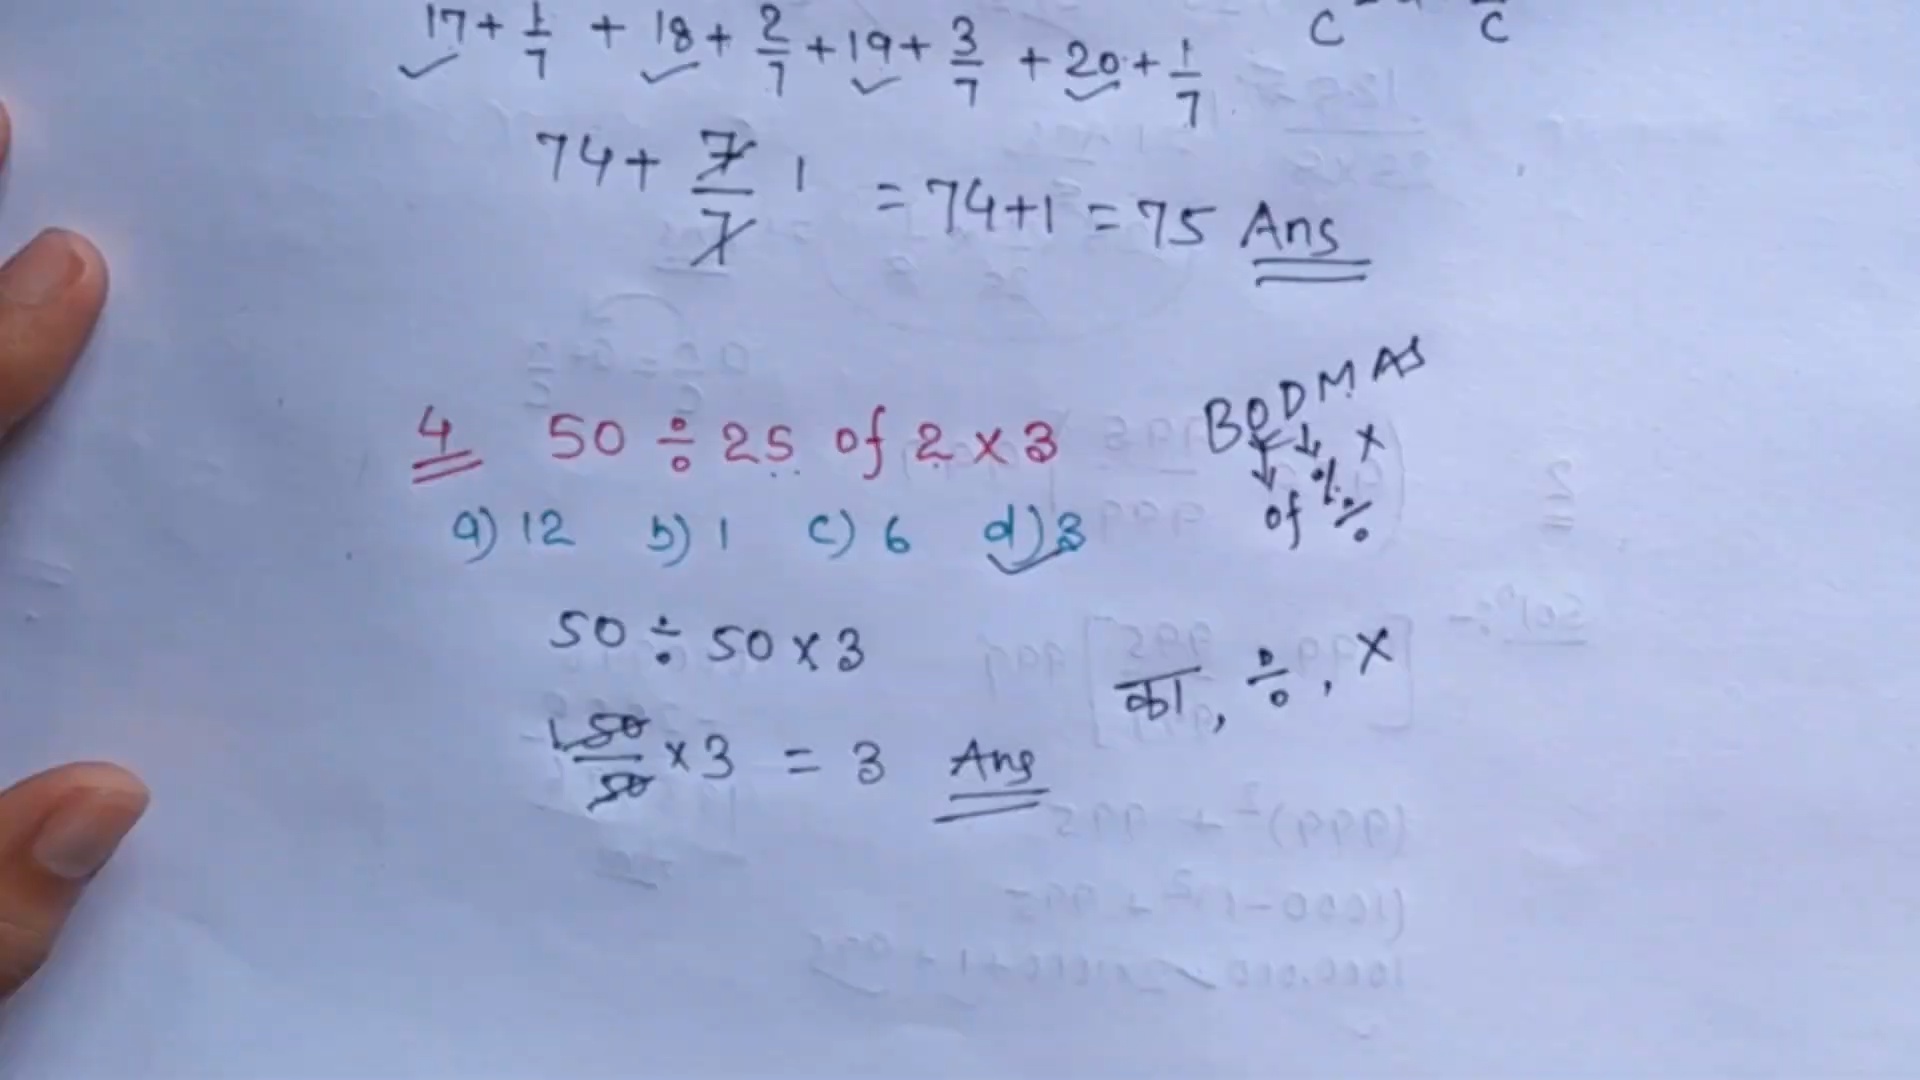 17 + 1/7 + 18 + 2/7 + 19 + 3/7 + 20 + 1/7
C C
74 + 7/7 1 = 74+1 = 75 Ans
BODMAS
of % ÷ ×
4 50 ÷ 25 of 2 × 3
a) 12 b) 1 c) 6 d) 3
50 ÷ 50 × 3
का, ÷, ×
1 50/50 × 3 = 3 Ans